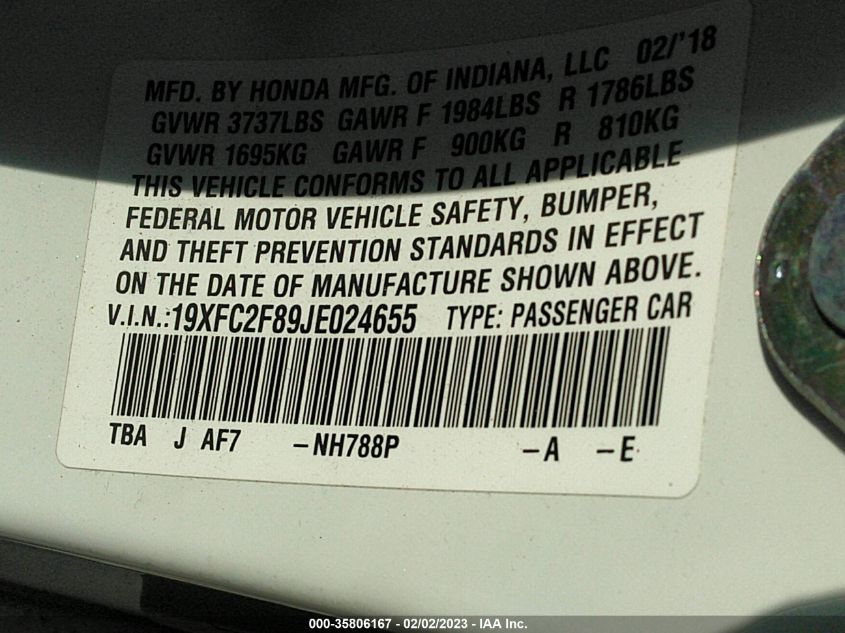 MFD. BY HONDA MFG. OF INDIANA, LLC 02/'18
GVWR 3737LBS GAWR F 1984LBS R 1786LBS
GVWR 1695KG GAWR F 900KG R 810KG
THIS VEHICLE CONFORMS TO ALL APPLICABLE
FEDERAL MOTOR VEHICLE SAFETY, BUMPER,
AND THEFT PREVENTION STANDARDS IN EFFECT
ON THE DATE OF MANUFACTURE SHOWN ABOVE.
V.I.N.:19XFC2F89JE024655 TYPE: PASSENGER CAR
TBA J AF7 -NH788P -A -E
000-35806167 - 02/02/2023 - IAA Inc.